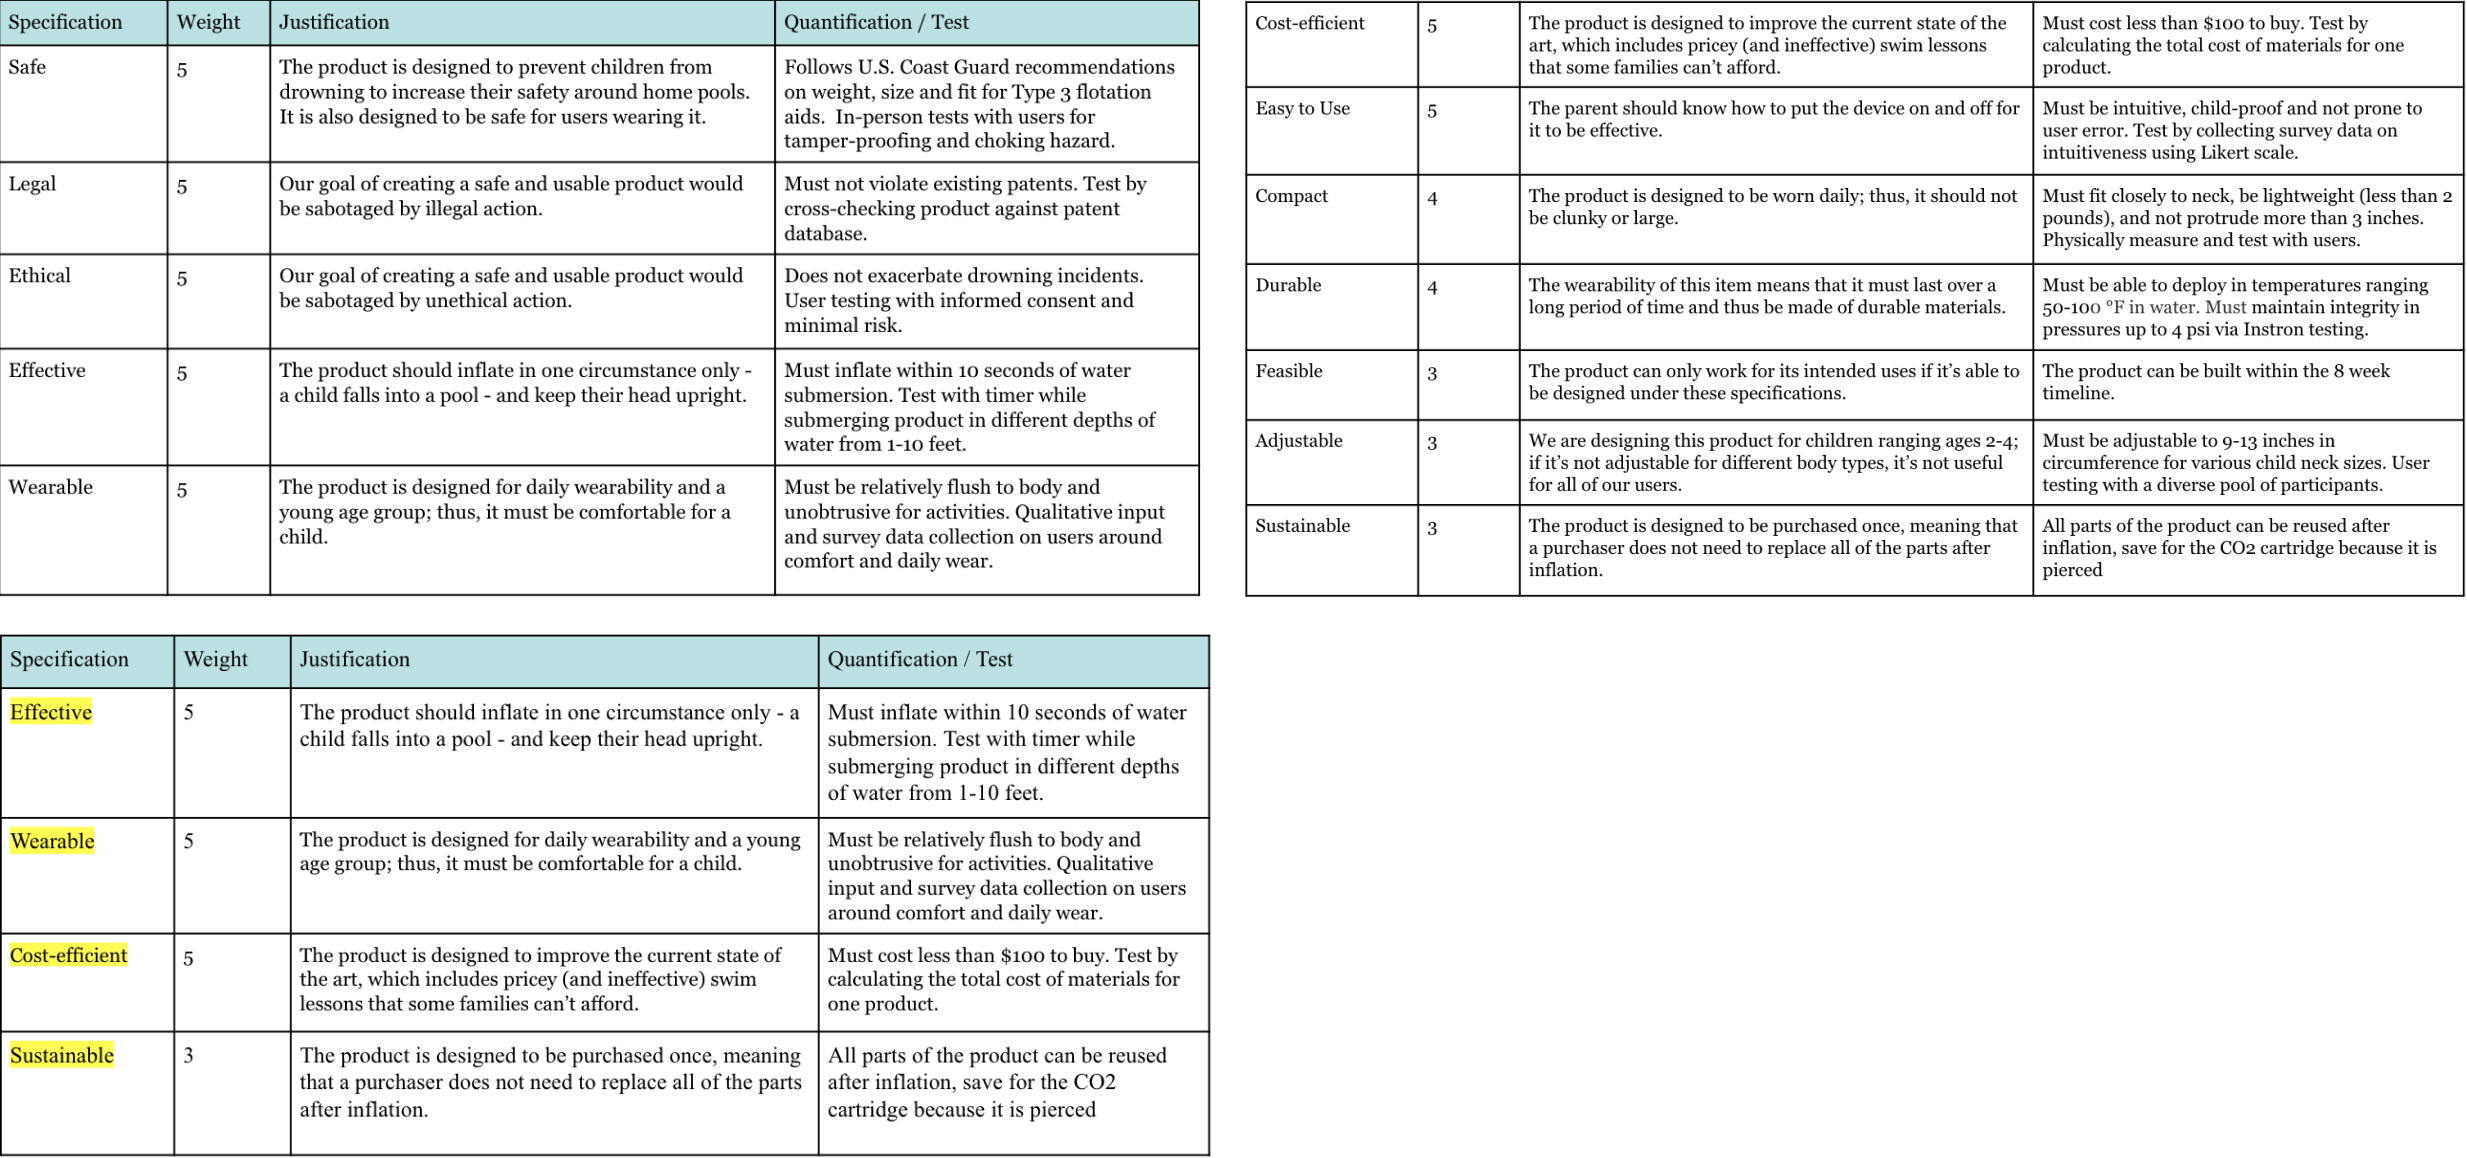 Specification Weight Justification Quantification / Test
Safe 5 The product is designed to prevent children from Follows U.S. Coast Guard recommendations
drowning to increase their safety around home pools. on weight, size and fit for Type 3 flotation
It is also designed to be safe for users wearing it. aids.  In-person tests with users for
tamper-proofing and choking hazard.
Legal 5 Our goal of creating a safe and usable product would Must not violate existing patents. Test by
be sabotaged by illegal action. cross-checking product against patent
database.
Ethical 5 Our goal of creating a safe and usable product would Does not exacerbate drowning incidents.
be sabotaged by unethical action. User testing with informed consent and
minimal risk.
Effective 5 The product should inflate in one circumstance only - Must inflate within 10 seconds of water
a child falls into a pool - and keep their head upright. submersion. Test with timer while
submerging product in different depths of
water from 1-10 feet.
Wearable 5 The product is designed for daily wearability and a Must be relatively flush to body and
young age group; thus, it must be comfortable for a unobtrusive for activities. Qualitative input
child. and survey data collection on users around
comfort and daily wear.
Cost-efficient 5 The product is designed to improve the current state of the Must cost less than $100 to buy. Test by
art, which includes pricey (and ineffective) swim lessons calculating the total cost of materials for one
that some families can't afford. product.
Easy to Use 5 The parent should know how to put the device on and off for Must be intuitive, child-proof and not prone to
it to be effective. user error. Test by collecting survey data on
intuitiveness using Likert scale.
Compact 4 The product is designed to be worn daily; thus, it should not Must fit closely to neck, be lightweight (less than 2
be clunky or large. pounds), and not protrude more than 3 inches.
Physically measure and test with users.
Durable 4 The wearability of this item means that it must last over a Must be able to deploy in temperatures ranging
long period of time and thus be made of durable materials. 50-100 °F in water. Must maintain integrity in
pressures up to 4 psi via Instron testing.
Feasible 3 The product can only work for its intended uses if it's able to The product can be built within the 8 week
be designed under these specifications. timeline.
Adjustable 3 We are designing this product for children ranging ages 2-4; Must be adjustable to 9-13 inches in
if it's not adjustable for different body types, it's not useful circumference for various child neck sizes. User
for all of our users. testing with a diverse pool of participants.
Sustainable 3 The product is designed to be purchased once, meaning that All parts of the product can be reused after
a purchaser does not need to replace all of the parts after inflation, save for the CO2 cartridge because it is
inflation. pierced
Specification Weight Justification Quantification / Test
Effective 5 The product should inflate in one circumstance only - a Must inflate within 10 seconds of water
child falls into a pool - and keep their head upright. submersion. Test with timer while
submerging product in different depths
of water from 1-10 feet.
Wearable 5 The product is designed for daily wearability and a young Must be relatively flush to body and
age group; thus, it must be comfortable for a child. unobtrusive for activities. Qualitative
input and survey data collection on users
around comfort and daily wear.
Cost-efficient 5 The product is designed to improve the current state of Must cost less than $100 to buy. Test by
the art, which includes pricey (and ineffective) swim calculating the total cost of materials for
lessons that some families can't afford. one product.
Sustainable 3 The product is designed to be purchased once, meaning All parts of the product can be reused
that a purchaser does not need to replace all of the parts after inflation, save for the CO2
after inflation. cartridge because it is pierced